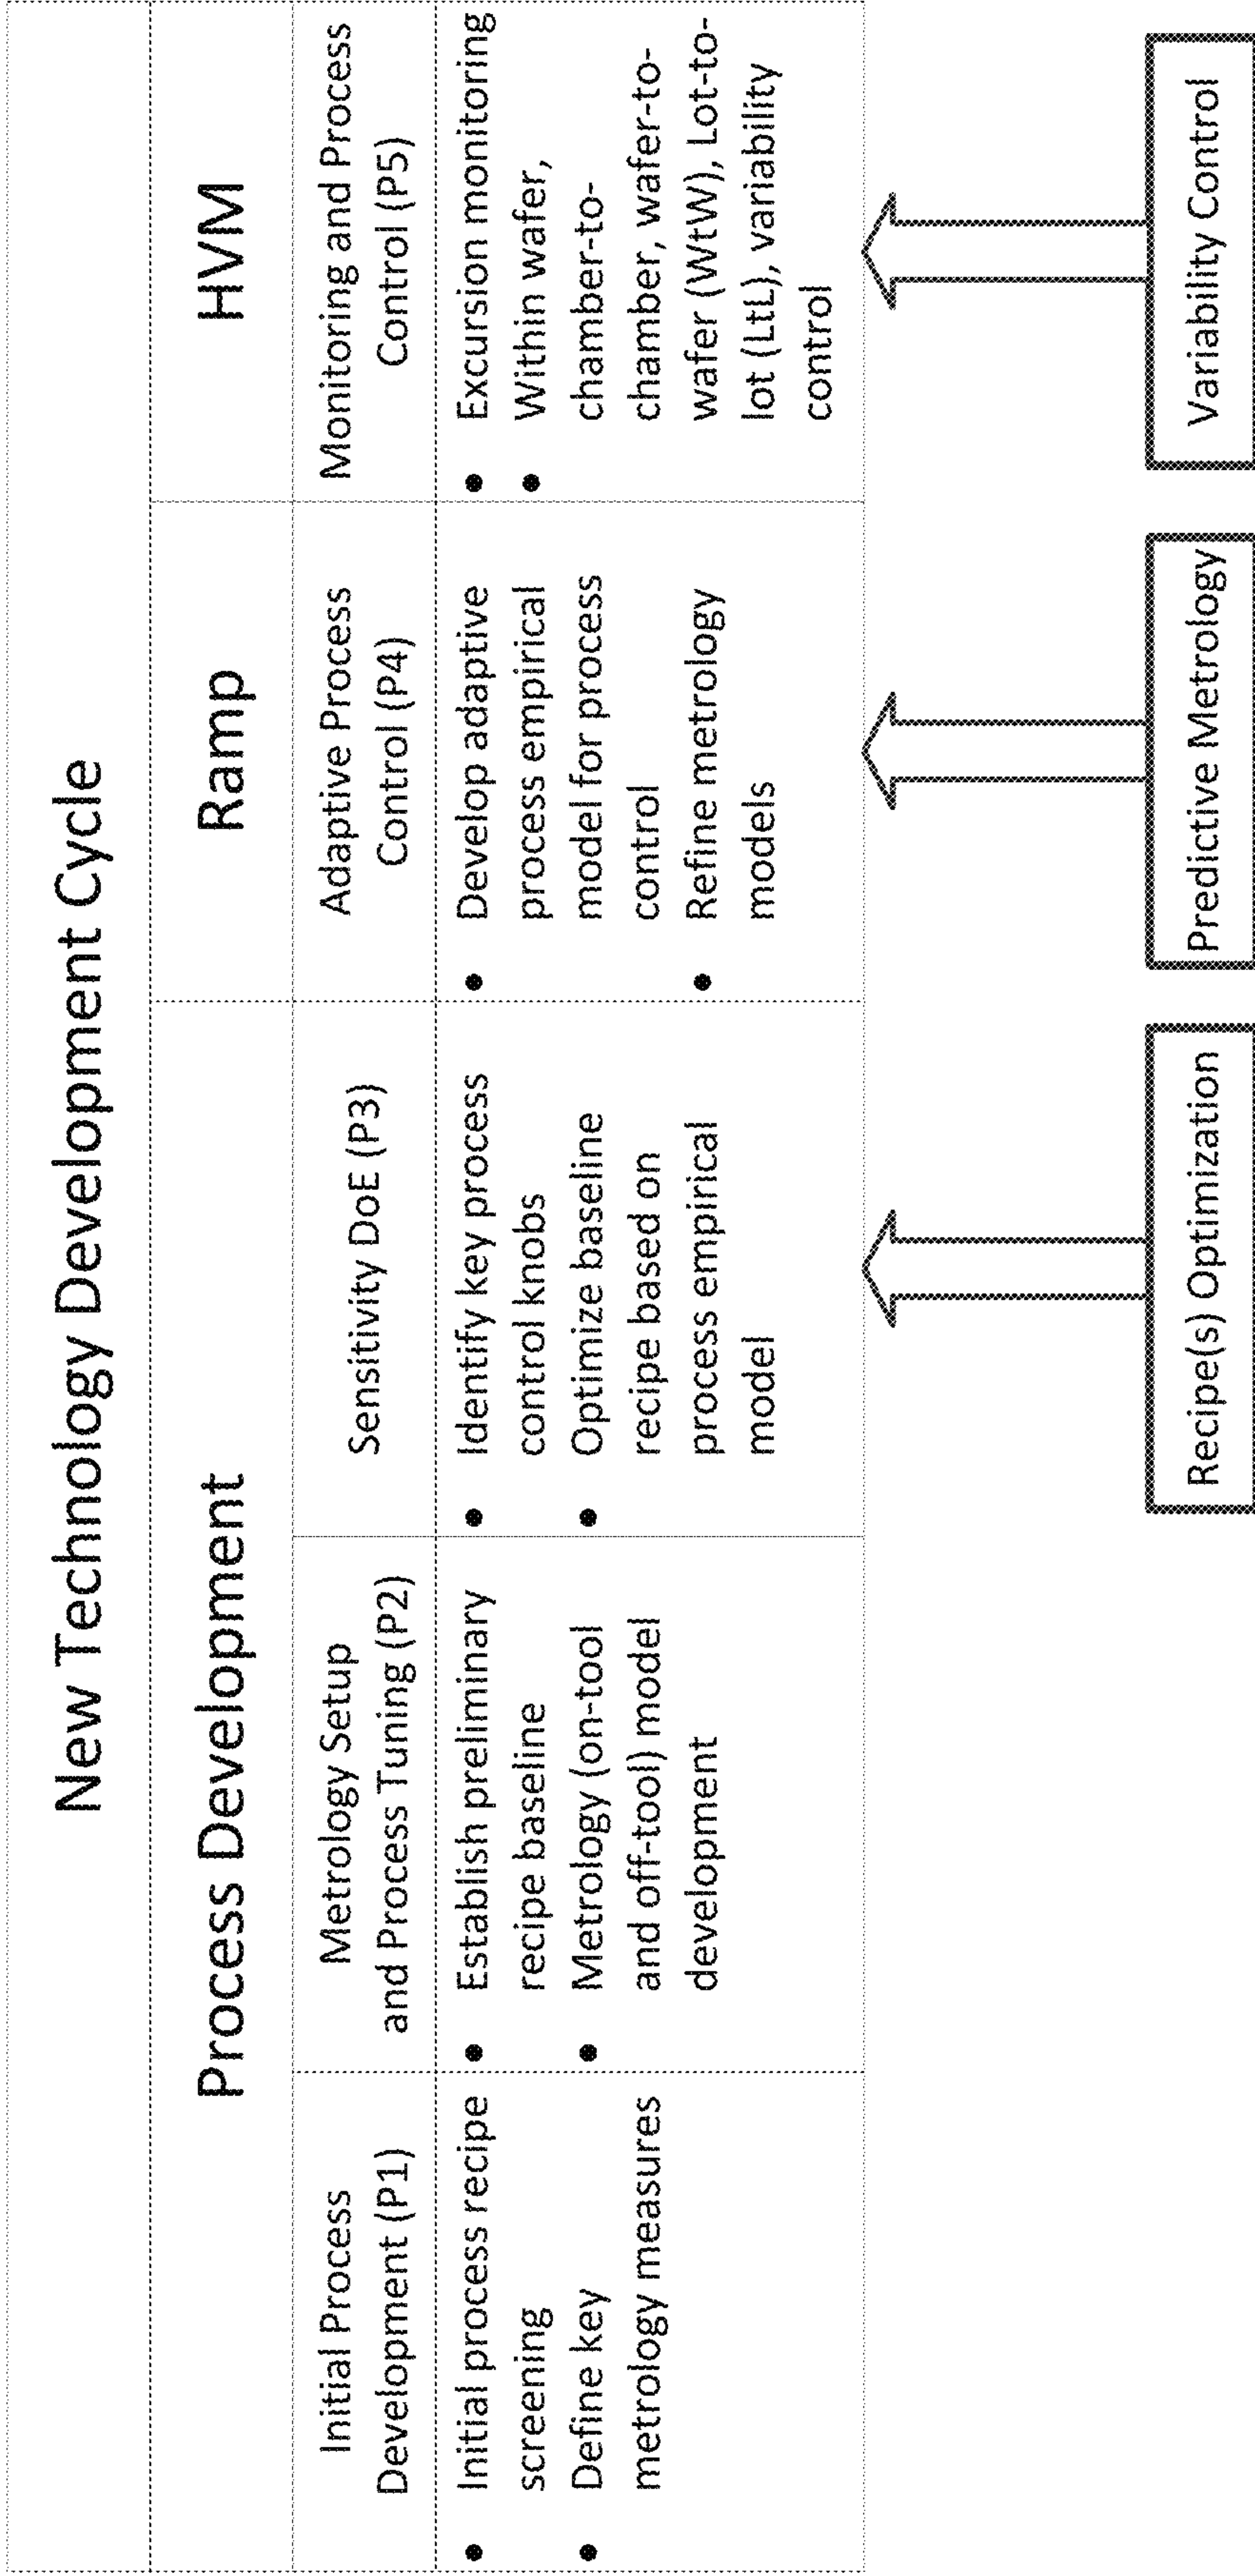 New Technology Development Cycle
Process Development
Ramp
HVM
Initial Process
Development (P1)
Metrology Setup
and Process Tuning (P2)
Sensitivity DoE (P3)
Adaptive Process
Control (P4)
Monitoring and Process
Control (P5)
• Initial process recipe
screening
• Define key
metrology measures
• Establish preliminary
recipe baseline
• Metrology (on-tool
and off-tool) model
development
• Identify key process
control knobs
• Optimize baseline
recipe based on
process empirical
model
• Develop adaptive
process empirical
model for process
control
• Refine metrology
models
• Excursion monitoring
• Within wafer,
chamber-to-
chamber, wafer-to-
wafer (WtW), Lot-to-
lot (LtL), variability
control
Recipe(s) Optimization
Predictive Metrology
Variability Control